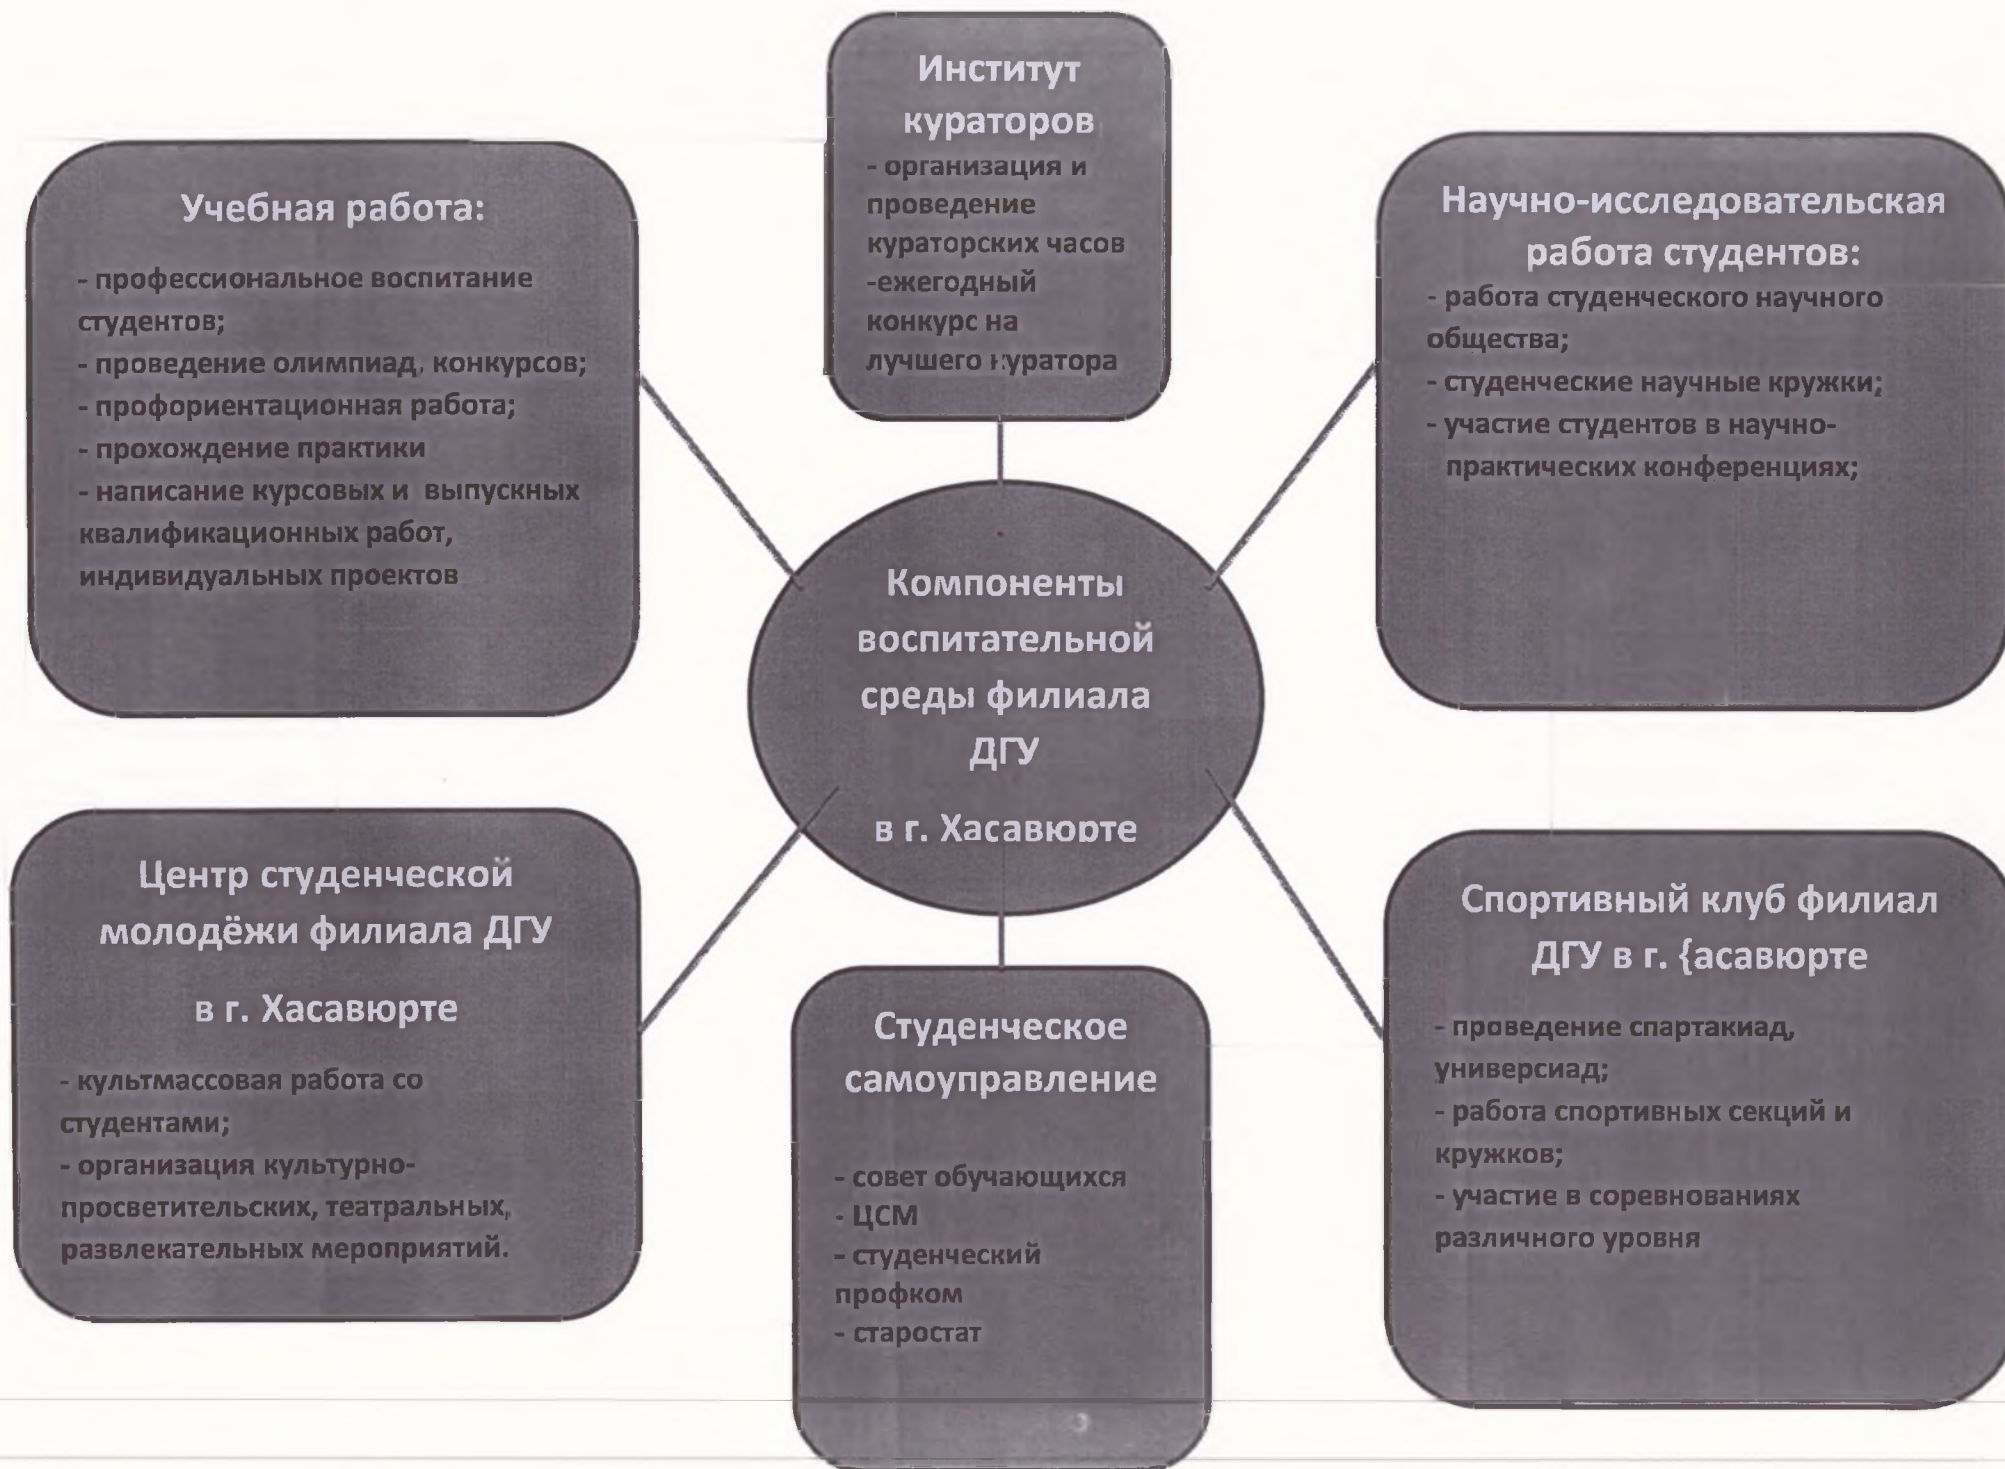 Институт
кураторов
- организация и
проведение
кураторских часов
-ежегодный
конкурс на
лучшего куратора
Учебная работа:
- профессиональное воспитание
студентов;
- проведение олимпиад, конкурсов;
- профориентационная работа;
- прохождение практики
- написание курсовых и выпускных
квалификационных работ,
индивидуальных проектов
Научно-исследовательская
работа студентов:
- работа студенческого научного
общества;
- студенческие научные кружки;
- участие студентов в научно-
практических конференциях;
Компоненты
воспитательной
среды филиала
ДГУ
в г. Хасавюрте
Центр студенческой
молодёжи филиала ДГУ
в г. Хасавюрте
- культмассовая работа со
студентами;
- организация культурно-
просветительских, театральных,
развлекательных мероприятий.
Студенческое
самоуправление
- совет обучающихся
- ЦСМ
- студенческий
профком
- старостат
Спортивный клуб филиал
ДГУ в г. {асавюрте
- проведение спартакиад,
универсиад;
- работа спортивных секций и
кружков;
- участие в соревнованиях
различного уровня